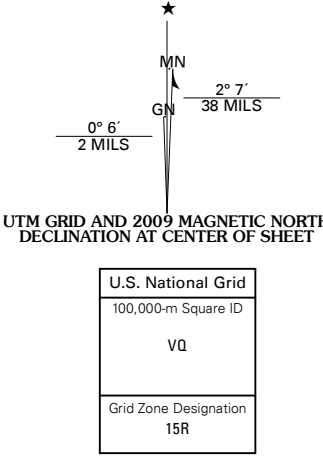 ★
MN
GN
2° 7´
38 MILS
0° 6´
2 MILS
UTM GRID AND 2009 MAGNETIC NORTH
DECLINATION AT CENTER OF SHEET
U.S. National Grid
100,000-m Square ID
VQ
Grid Zone Designation
15R